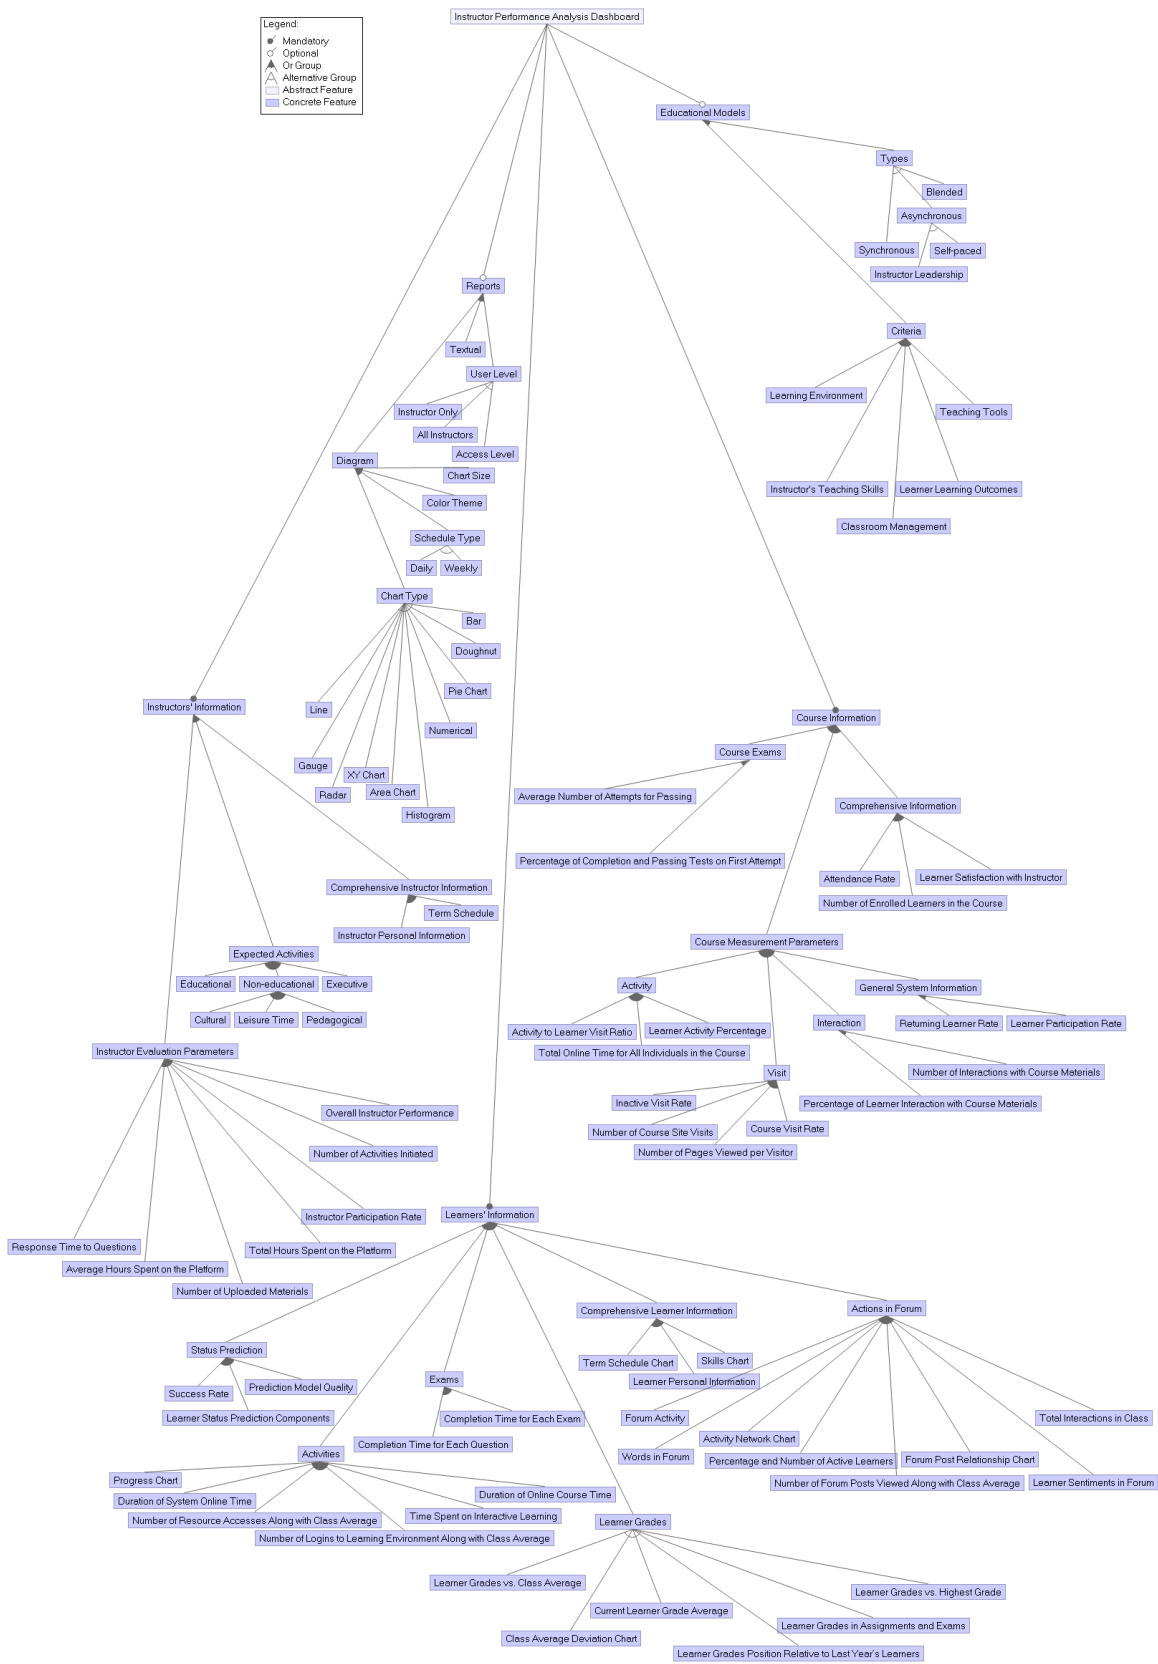 Instructor Performance Analysis Dashboard
Legend:
Mandatory
Optional
Or Group
Alternative Group
Abstract Feature
Concrete Feature
Educational Models
Types
Blended
Asynchronous
Synchronous
Self-paced
Instructor Leadership
Reports
Textual
User Level
Instructor Only
All Instructors
Access Level
Criteria
Learning Environment
Teaching Tools
Instructor's Teaching Skills
Learner Learning Outcomes
Classroom Management
Diagram
Chart Size
Color Theme
Schedule Type
Daily
Weekly
Chart Type
Bar
Doughnut
Pie Chart
Numerical
Line
Gauge
Radar
XY Chart
Area Chart
Histogram
Instructors' Information
Course Information
Course Exams
Average Number of Attempts for Passing
Percentage of Completion and Passing Tests on First Attempt
Comprehensive Information
Attendance Rate
Learner Satisfaction with Instructor
Number of Enrolled Learners in the Course
Comprehensive Instructor Information
Term Schedule
Instructor Personal Information
Expected Activities
Educational
Non-educational
Executive
Cultural
Leisure Time
Pedagogical
Course Measurement Parameters
Activity
General System Information
Activity to Learner Visit Ratio
Learner Activity Percentage
Total Online Time for All Individuals in the Course
Interaction
Returning Learner Rate
Learner Participation Rate
Visit
Number of Interactions with Course Materials
Percentage of Learner Interaction with Course Materials
Inactive Visit Rate
Number of Course Site Visits
Course Visit Rate
Number of Pages Viewed per Visitor
Instructor Evaluation Parameters
Overall Instructor Performance
Number of Activities Initiated
Instructor Participation Rate
Total Hours Spent on the Platform
Response Time to Questions
Average Hours Spent on the Platform
Number of Uploaded Materials
Learners' Information
Status Prediction
Success Rate
Prediction Model Quality
Learner Status Prediction Components
Exams
Completion Time for Each Exam
Completion Time for Each Question
Comprehensive Learner Information
Term Schedule Chart
Skills Chart
Learner Personal Information
Actions in Forum
Forum Activity
Total Interactions in Class
Words in Forum
Activity Network Chart
Percentage and Number of Active Learners
Forum Post Relationship Chart
Number of Forum Posts Viewed Along with Class Average
Learner Sentiments in Forum
Activities
Progress Chart
Duration of System Online Time
Duration of Online Course Time
Number of Resource Accesses Along with Class Average
Time Spent on Interactive Learning
Number of Logins to Learning Environment Along with Class Average
Learner Grades
Learner Grades vs. Class Average
Learner Grades vs. Highest Grade
Current Learner Grade Average
Learner Grades in Assignments and Exams
Class Average Deviation Chart
Learner Grades Position Relative to Last Year's Learners